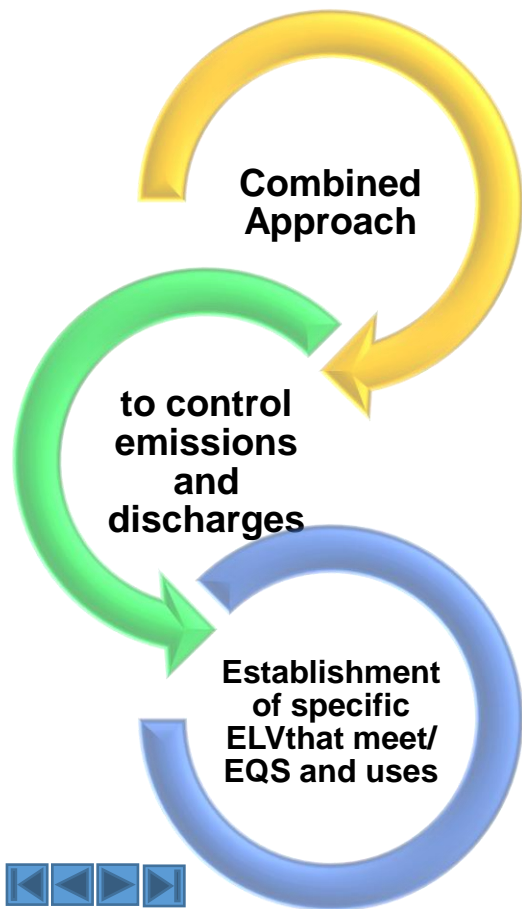 Combined
Approach
to control
emissions
and
discharges
Establishment
of specific
ELVthat meet/
EQS and uses